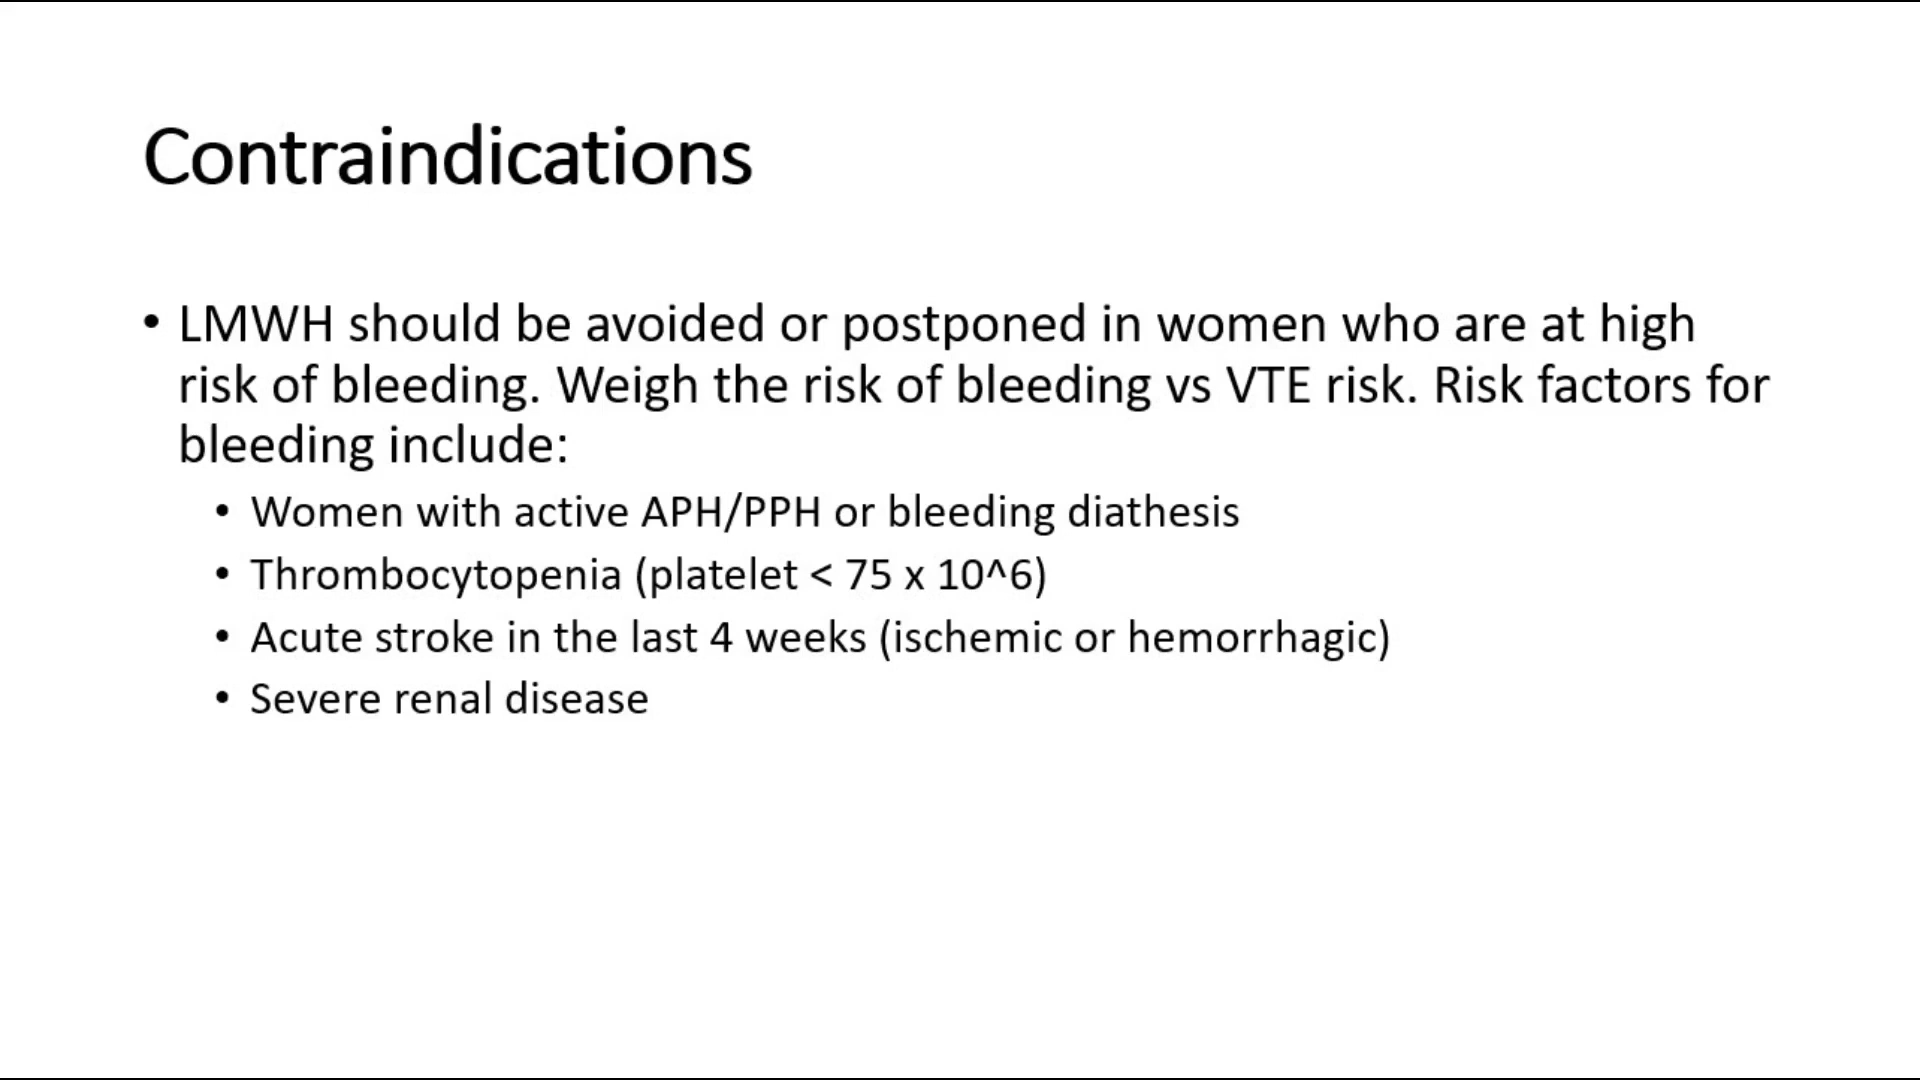 Contraindications
• LMWH should be avoided or postponed in women who are at high
risk of bleeding. Weigh the risk of bleeding vs VTE risk. Risk factors for
bleeding include:
• Women with active APH/PPH or bleeding diathesis
• Thrombocytopenia (platelet < 75 x 10^6)
• Acute stroke in the last 4 weeks (ischemic or hemorrhagic)
• Severe renal disease